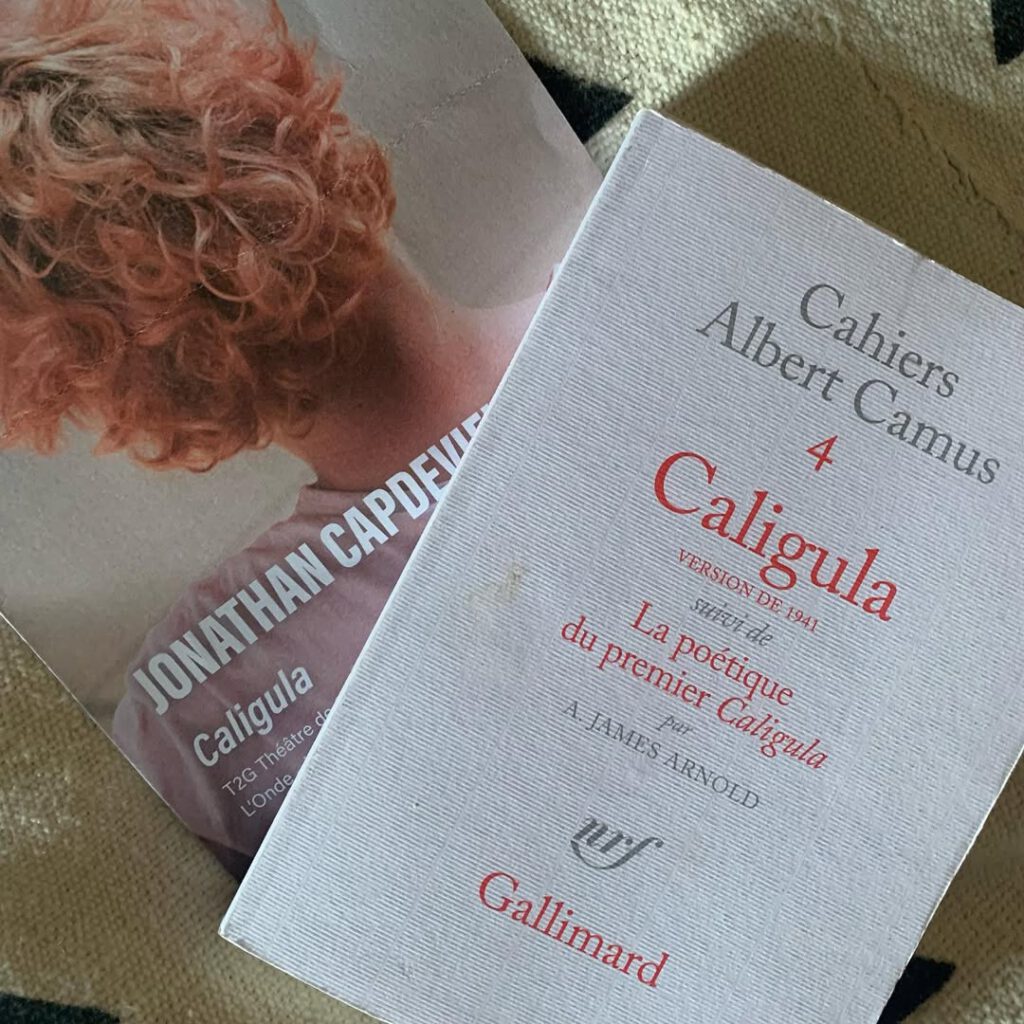 JONATHAN
Caligula
T2G Théâtre de
L'Onde
Cahiers
Albert Camus
4
Caligula
VERSION DE 1941
suivi de
La poétique
du premier Caligula
par
A. JAMES ARNOLD
nrf
Gallimard